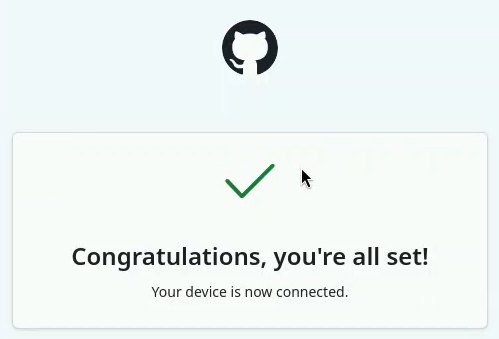 Congratulations, you're all set!
Your device is now connected.